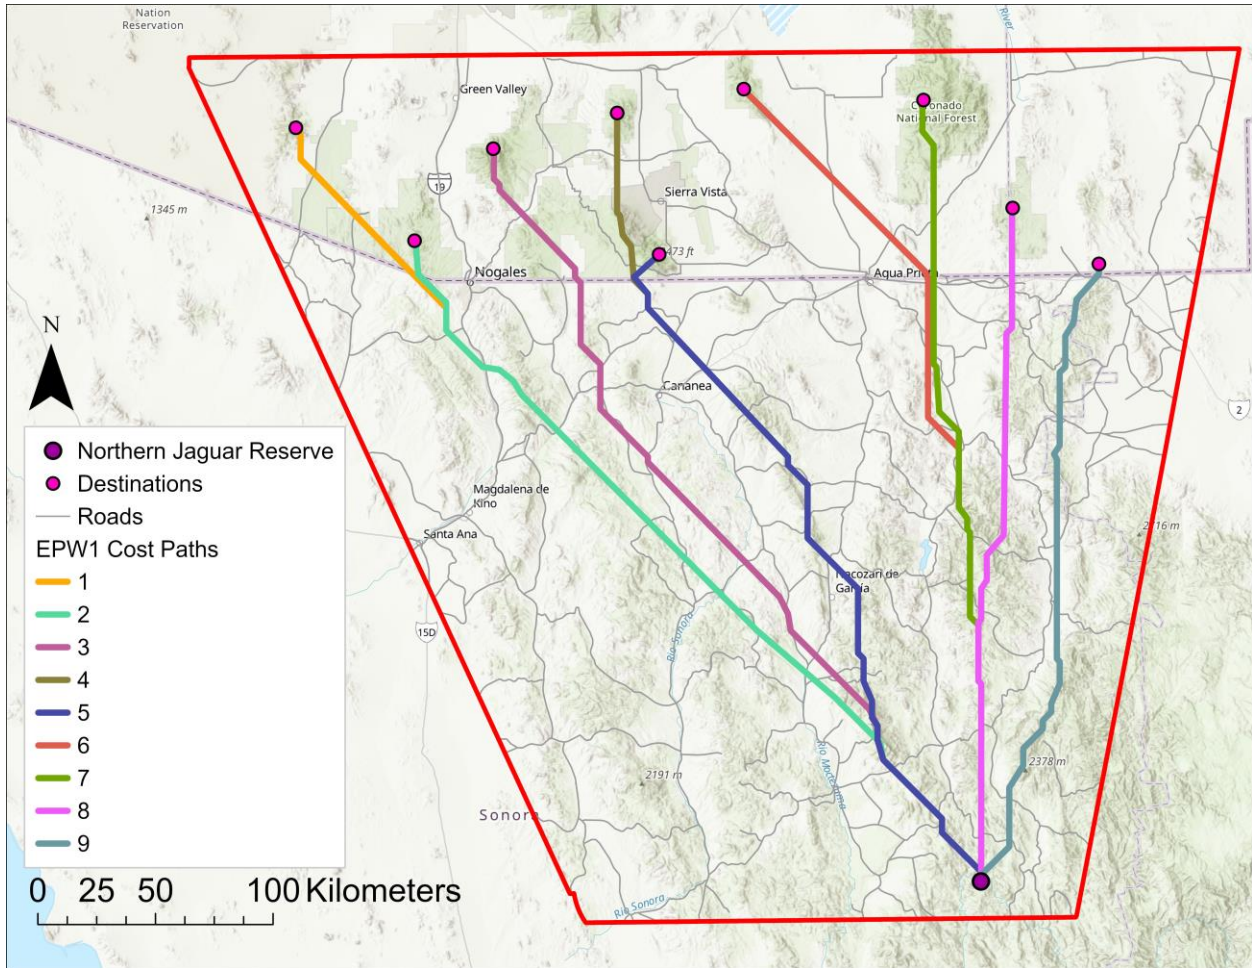 Nation
Reservation
River
Green Valley
Coronado
National Forest
19
Sierra Vista
1345 m
473 ft
Nogales
Agua Prieta
N
Cananea
2
Northern Jaguar Reserve
Destinations
Roads
EPW1 Cost Paths
1
2
3
4
5
6
7
8
9
Magdalena de
Kino
Santa Ana
2316 m
Nacozari de
García
15D
Rio Sonora
Rio Moctezuma
2378 m
2191 m
Sonora
Rio Sonora
0 25 50 100 Kilometers